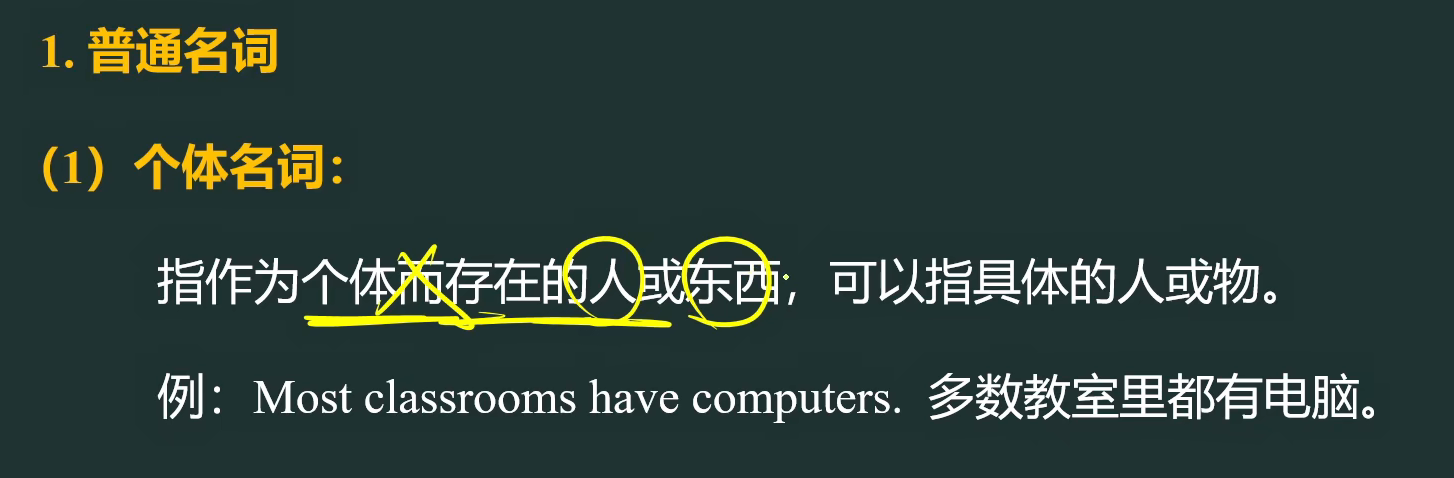 1. 普通名词
（1）个体名词：
指作为个体而存在的人或东西；可以指具体的人或物。
例：Most classrooms have computers. 多数教室里都有电脑。